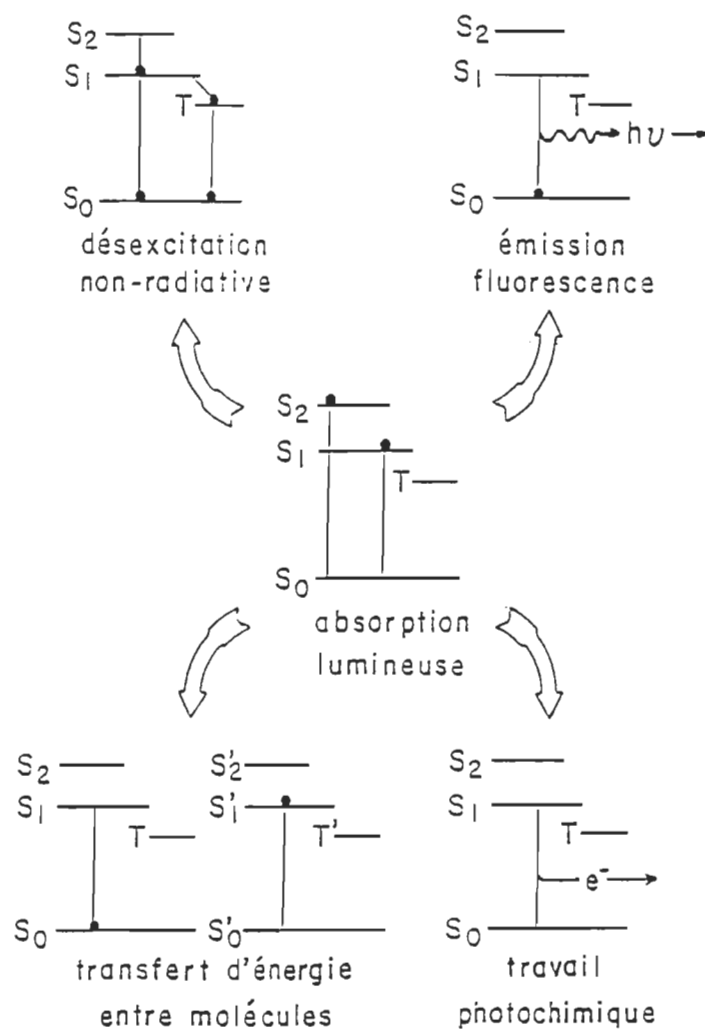 S2
S1
T
S0
désexcitation
non-radiative
S2
S1
T
hν
S0
émission
fluorescence
S2
S1
T
S0
absorption
lumineuse
S2
S1
T
S0
S'2
S'1
T'
S'0
transfert d'énergie
entre molécules
S2
S1
T
e-
S0
travail
photochimique